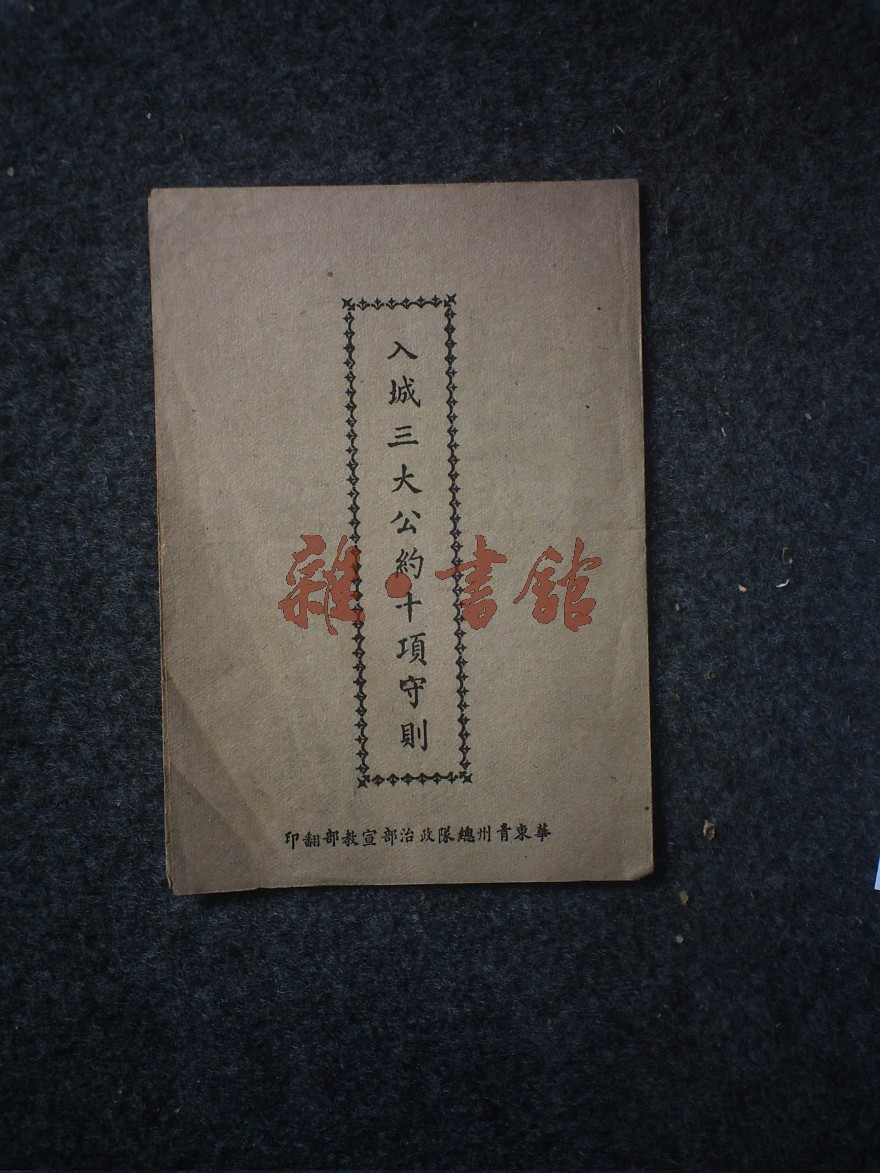 入城三大公約十項守則
雜·書館
華東青州總隊政治部宣教部翻印